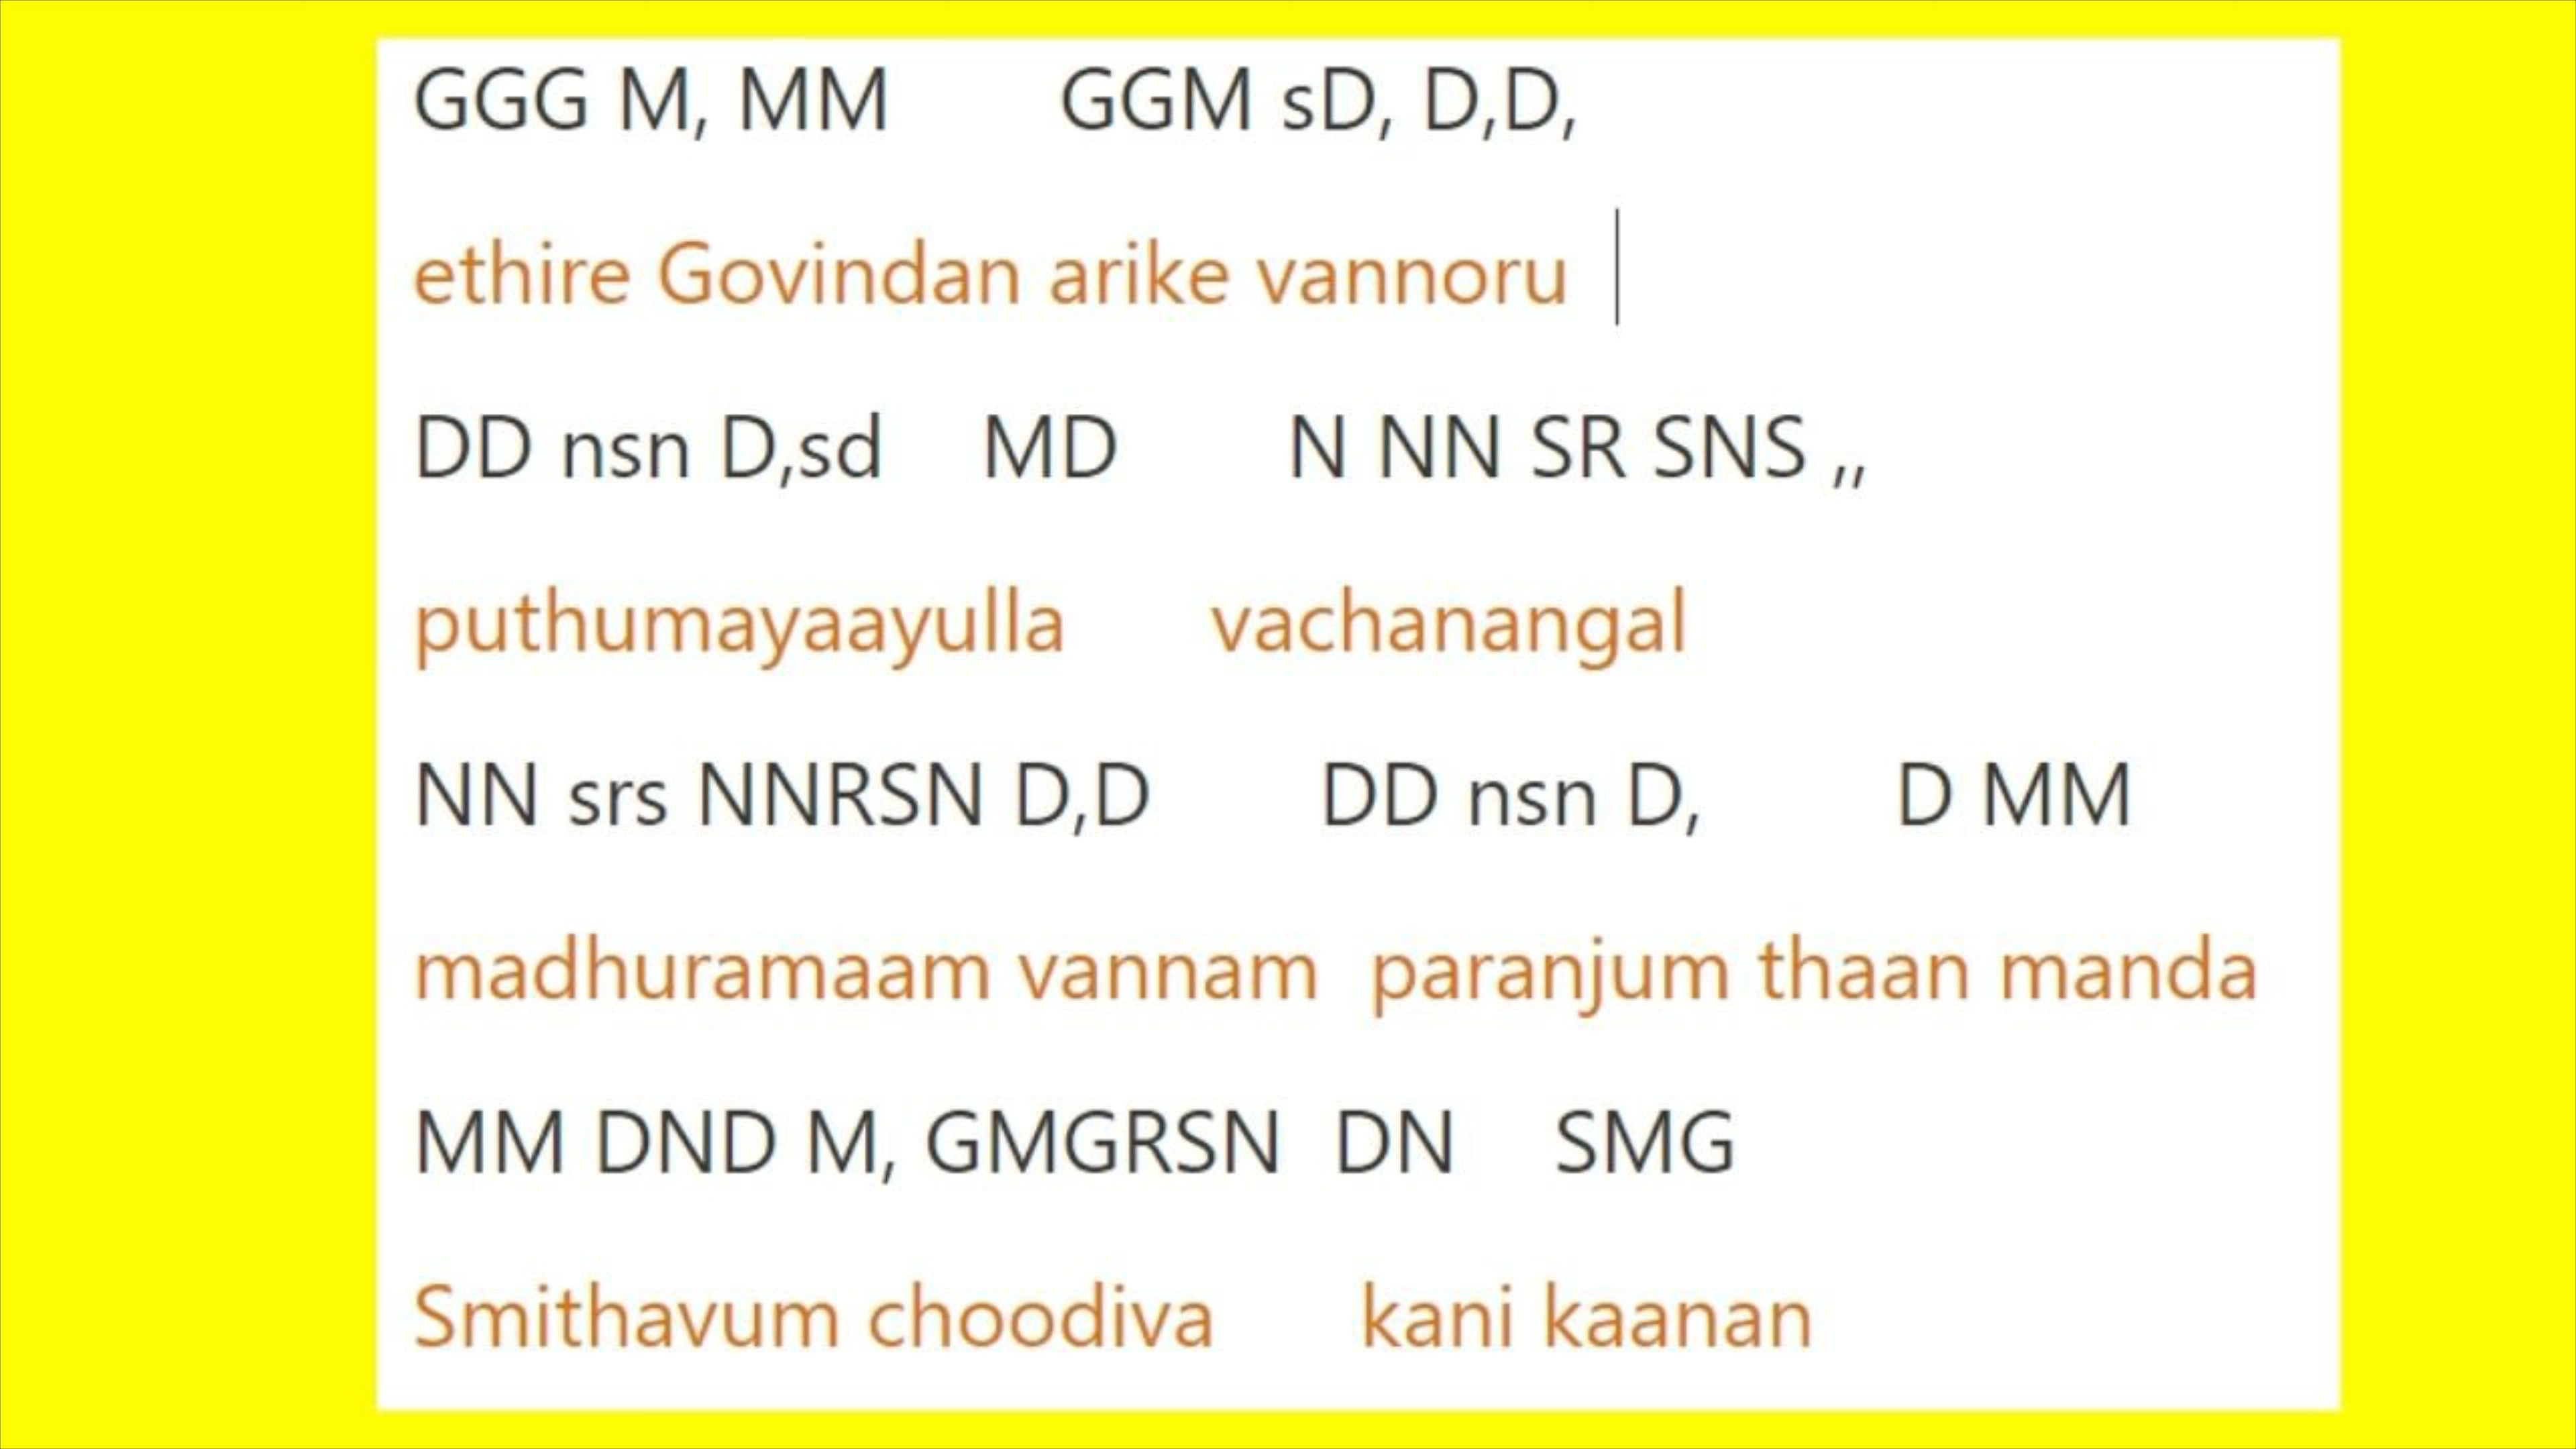 GGG M, MM GGM sD, D,D,
ethire Govindan arike vannoru
DD nsn D,sd MD N NN SR SNS ,,
puthumayaayulla vachanangal
NN srs NNRSN D,D DD nsn D, D MM
madhuramaam vannam paranjum thaan manda
MM DND M, GMGRSN DN SMG
Smithavum choodiva kani kaanan